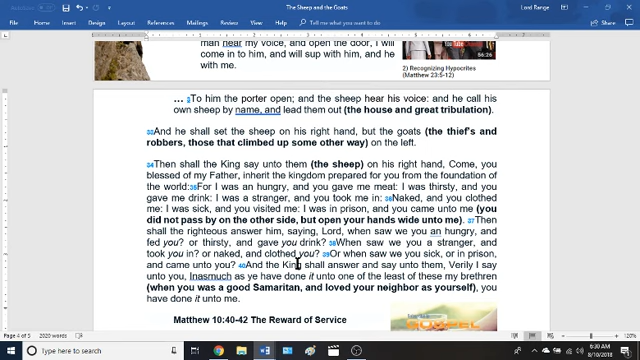 AutoSave
The Sheep and the Goats
Lord Range
File Home Insert Draw Design Layout References Mailings Review View Help Tell me what you want to do
man hear my voice, and open the door, I will
come in to him, and will sup with him, and he
with me.
YouTube
56:26
2) Recognizing Hypocrites
(Matthew 23:5-12)
... 3To him the porter open; and the sheep hear his voice: and he call his
own sheep by name, and lead them out (the house and great tribulation).
33And he shall set the sheep on his right hand, but the goats (the thief's and
robbers, those that climbed up some other way) on the left.
34Then shall the King say unto them (the sheep) on his right hand, Come, you
blessed of my Father, inherit the kingdom prepared for you from the foundation of
the world: 35For I was an hungry, and you gave me meat: I was thirsty, and you
gave me drink: I was a stranger, and you took me in: 36Naked, and you clothed
me: I was sick, and you visited me: I was in prison, and you came unto me (you
did not pass by on the other side, but open your hands wide unto me). 37Then
shall the righteous answer him, saying, Lord, when saw we you an hungry, and
fed you? or thirsty, and gave you drink? 38When saw we you a stranger, and
took you in? or naked, and clothed you? 39Or when saw we you sick, or in prison,
and came unto you? 40And the King shall answer and say unto them, Verily I say
unto you, Inasmuch as ye have done it unto one of the least of these my brethren
(when you was a good Samaritan, and loved your neighbor as yourself), you
have done it unto me.
Matthew 10:40-42 The Reward of Service
Page 4 of 5 2020 words
120%
Type here to search
6:30 AM
8/10/2018